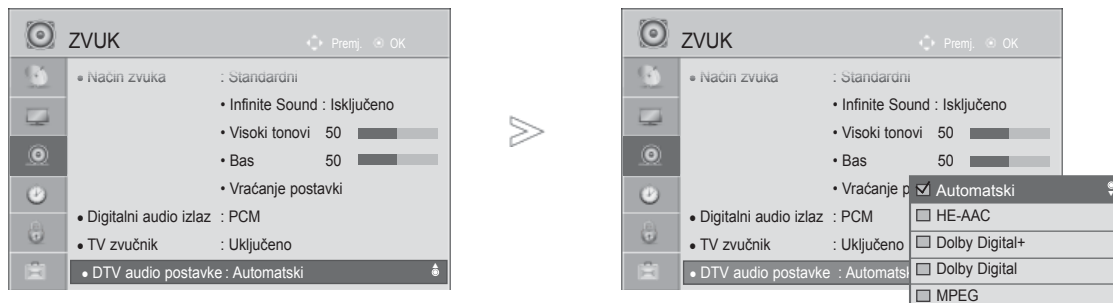 ZVUK
Premj. OK
• Način zvuka : Standardni
• Infinite Sound : Isključeno
• Visoki tonovi 50
• Bas 50
• Vraćanje postavki
• Digitalni audio izlaz : PCM
• TV zvučnik : Uključeno
• DTV audio postavke : Automatski
ZVUK
Premj. OK
• Način zvuka : Standardni
• Infinite Sound : Isključeno
• Visoki tonovi 50
• Bas 50
• Vraćanje p
• Digitalni audio izlaz : PCM
• TV zvučnik : Uključeno
• DTV audio postavke : Automatsk
Automatski
HE-AAC
Dolby Digital+
Dolby Digital
MPEG